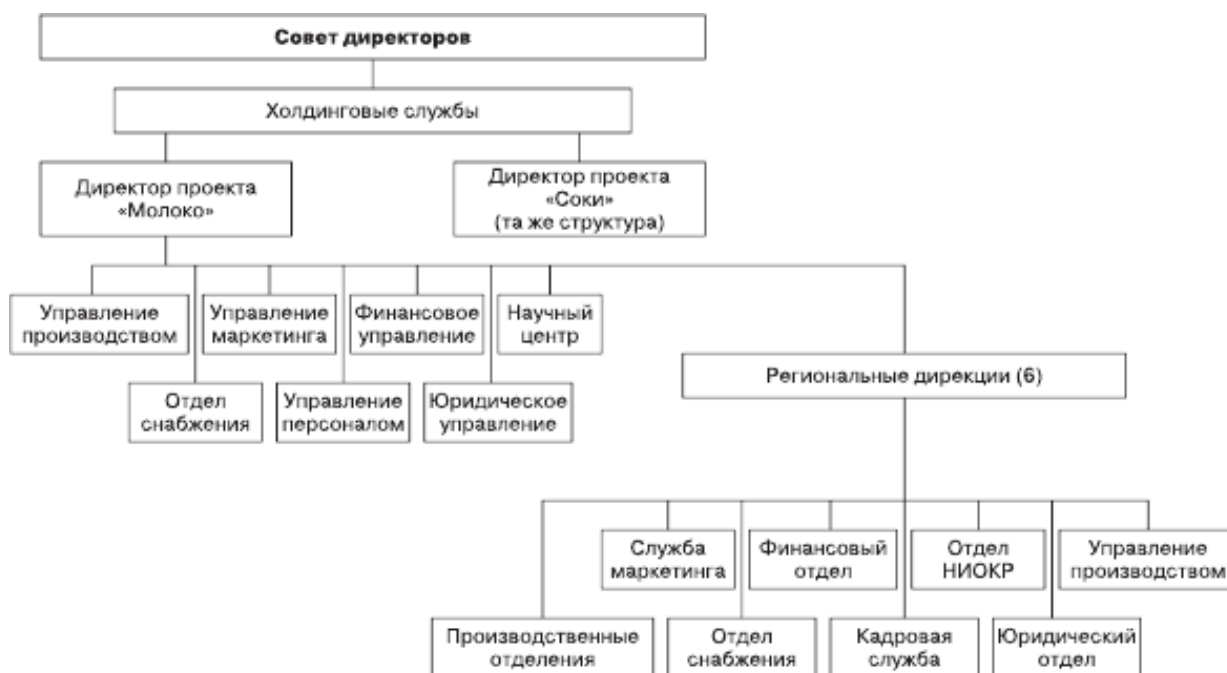 Совет директоров
Холдинговые службы
Директор проекта
«Молоко»
Директор проекта
«Соки»
(та же структура)
Управление
производством
Управление
маркетинга
Финансовое
управление
Научный
центр
Региональные дирекции (6)
Отдел
снабжения
Управление
персоналом
Юридическое
управление
Служба
маркетинга
Финансовый
отдел
Отдел
НИОКР
Управление
производством
Производственные
отделения
Отдел
снабжения
Кадровая
служба
Юридический
отдел